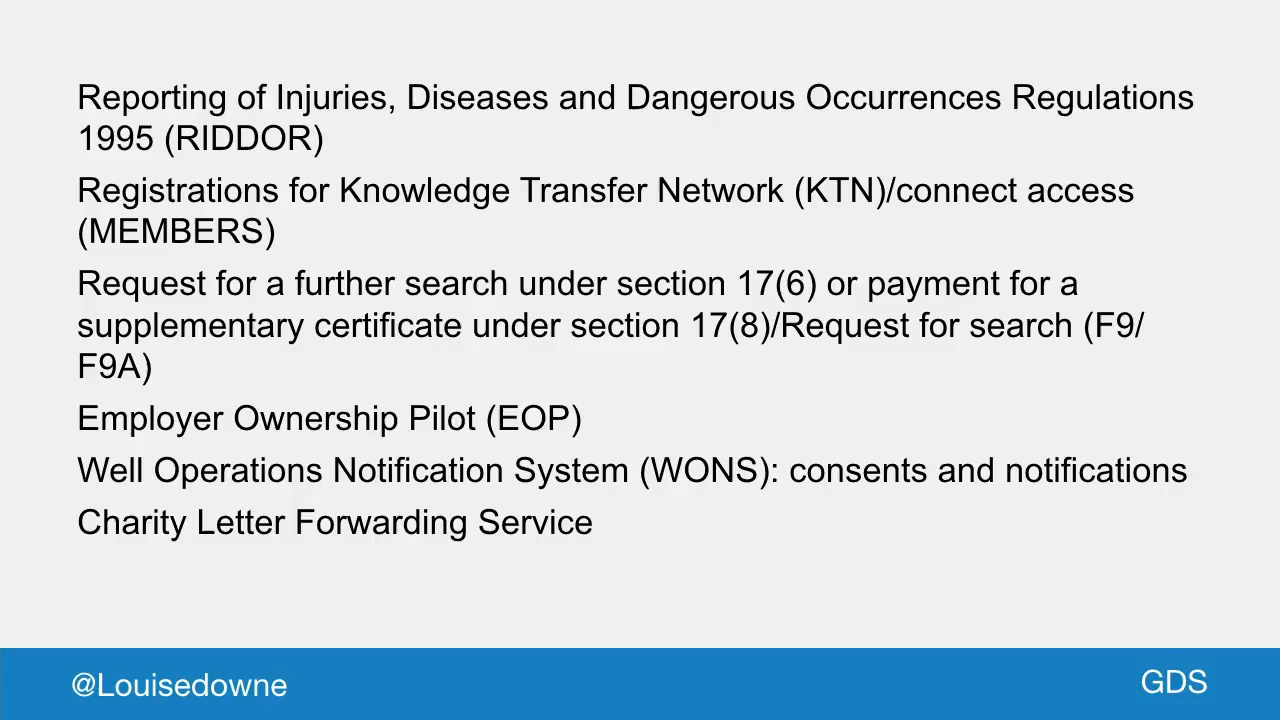 Reporting of Injuries, Diseases and Dangerous Occurrences Regulations
1995 (RIDDOR)
Registrations for Knowledge Transfer Network (KTN)/connect access
(MEMBERS)
Request for a further search under section 17(6) or payment for a
supplementary certificate under section 17(8)/Request for search (F9/
F9A)
Employer Ownership Pilot (EOP)
Well Operations Notification System (WONS): consents and notifications
Charity Letter Forwarding Service
@Louisedowne
GDS